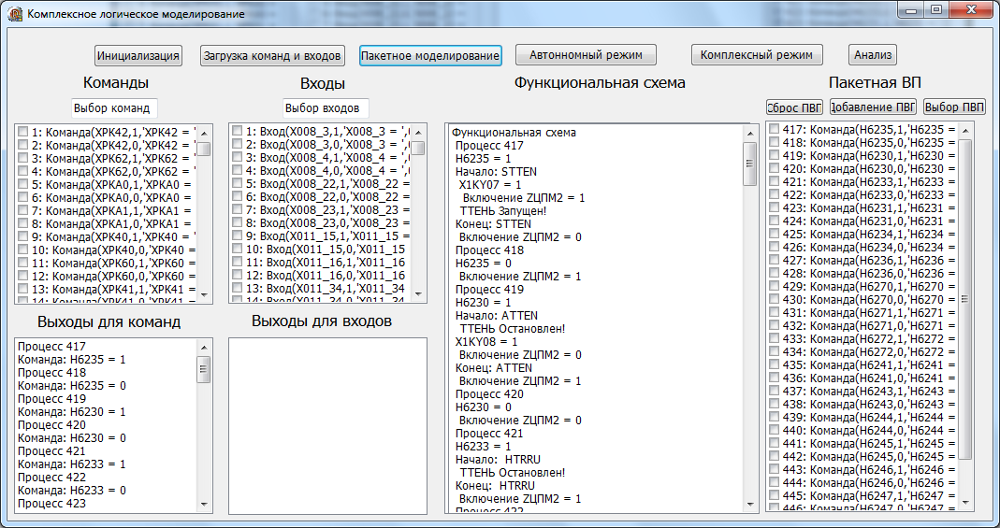 Комплексное логическое моделирование
Инициализация
Загрузка команд и входов
Пакетное моделирование
Автономный режим
Комплексный режим
Анализ
Команды
Входы
Функциональная схема
Пакетная ВП
Выбор команд
Выбор входов
Сброс ПВГ
Добавление ПВГ
Выбор ПВП
1: Команда(XPK42,1,'XPK42 = '
2: Команда(XPK42,0,'XPK42 = '
3: Команда(XPK62,1,'XPK62 = '
4: Команда(XPK62,0,'XPK62 = '
5: Команда(XPKA0,1,'XPKA0 =
6: Команда(XPKA0,0,'XPKA0 =
7: Команда(XPKA1,1,'XPKA1 =
8: Команда(XPKA1,0,'XPKA1 =
9: Команда(XPK40,1,'XPK40 =
10: Команда(XPK40,0,'XPK40 =
11: Команда(XPK60,1,'XPK60 =
12: Команда(XPK60,0,'XPK60 =
13: Команда(XPK41,1,'XPK41 =
14: Команда(XPK41,0,'XPK41 =
1: Вход(X008_3,1,'X008_3 = ',
2: Вход(X008_3,0,'X008_3 = ',
3: Вход(X008_4,1,'X008_4 = ',
4: Вход(X008_4,0,'X008_4 = ',
5: Вход(X008_22,1,'X008_22 =
6: Вход(X008_22,0,'X008_22 =
7: Вход(X008_23,1,'X008_23 =
8: Вход(X008_23,0,'X008_23 =
9: Вход(X011_15,1,'X011_15 =
10: Вход(X011_15,0,'X011_15
11: Вход(X011_16,1,'X011_16
12: Вход(X011_16,0,'X011_16
13: Вход(X011_34,1,'X011_34
14: Вход(X011_34,0,'X011_34
Выходы для команд
Процесс 417
Команда: H6235 = 1
Процесс 418
Команда: H6235 = 0
Процесс 419
Команда: H6230 = 1
Процесс 420
Команда: H6230 = 0
Процесс 421
Команда: H6233 = 1
Процесс 422
Команда: H6233 = 0
Процесс 423
Выходы для входов
Функциональная схема
Процесс 417
H6235 = 1
Начало: STTEN
X1KY07 = 1
Включение ZЦПМ2 = 1
ТТЕНЬ Запущен!
Конец: STTEN
Включение ZЦПМ2 = 0
Процесс 418
H6235 = 0
Включение ZЦПМ2 = 1
Процесс 419
H6230 = 1
Начало: ATTEN
ТТЕНЬ Остановлен!
X1KY08 = 1
Включение ZЦПМ2 = 0
Конец: ATTEN
Включение ZЦПМ2 = 1
Процесс 420
H6230 = 0
Включение ZЦПМ2 = 0
Процесс 421
H6233 = 1
Начало: HTRRU
ТТЕНЬ Остановлен!
Конец: HTRRU
Включение ZЦПМ2 = 1
Процесс 422
417: Команда(H6235,1,'H6235 =
418: Команда(H6235,0,'H6235 =
419: Команда(H6230,1,'H6230 =
420: Команда(H6230,0,'H6230 =
421: Команда(H6233,1,'H6233 =
422: Команда(H6233,0,'H6233 =
423: Команда(H6231,1,'H6231 =
424: Команда(H6231,0,'H6231 =
425: Команда(H6234,1,'H6234 =
426: Команда(H6234,0,'H6234 =
427: Команда(H6236,1,'H6236 =
428: Команда(H6236,0,'H6236 =
429: Команда(H6270,1,'H6270 =
430: Команда(H6270,0,'H6270 =
431: Команда(H6271,1,'H6271 =
432: Команда(H6271,0,'H6271 =
433: Команда(H6272,1,'H6272 =
434: Команда(H6272,0,'H6272 =
435: Команда(H6241,1,'H6241 =
436: Команда(H6241,0,'H6241 =
437: Команда(H6243,1,'H6243 =
438: Команда(H6243,0,'H6243 =
439: Команда(H6244,1,'H6244 =
440: Команда(H6244,0,'H6244 =
441: Команда(H6245,1,'H6245 =
442: Команда(H6245,0,'H6245 =
443: Команда(H6246,1,'H6246 =
444: Команда(H6246,0,'H6246 =
445: Команда(H6247,1,'H6247 =
446: Команда(H6247,0,'H6247 =